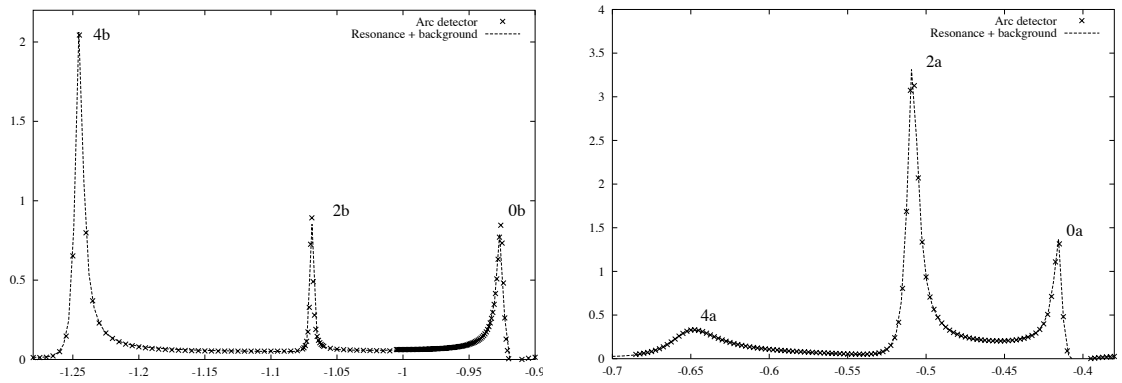 Arc detector
Resonance + background
4b
2b
0b
2
1.5
1
0.5
0
-1.25
-1.2
-1.15
-1.1
-1.05
-1
-0.95
-0.9
Arc detector
Resonance + background
2a
0a
4a
4
3.5
3
2.5
2
1.5
1
0.5
0
-0.7
-0.65
-0.6
-0.55
-0.5
-0.45
-0.4